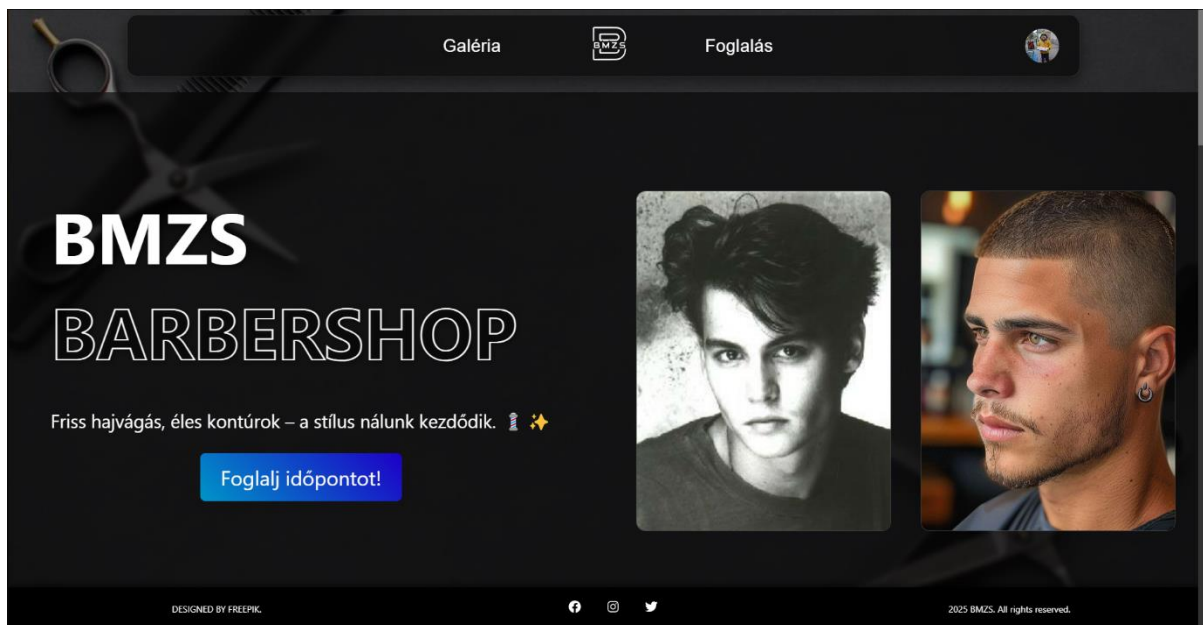 Galéria
BMZS
Foglalás
BMZS
BARBERSHOP
Friss hajvágás, éles kontúrok – a stílus nálunk kezdődik. 💈 ✨
Foglalj időpontot!
DESIGNED BY FREEPIK.
2025 BMZS. All rights reserved.